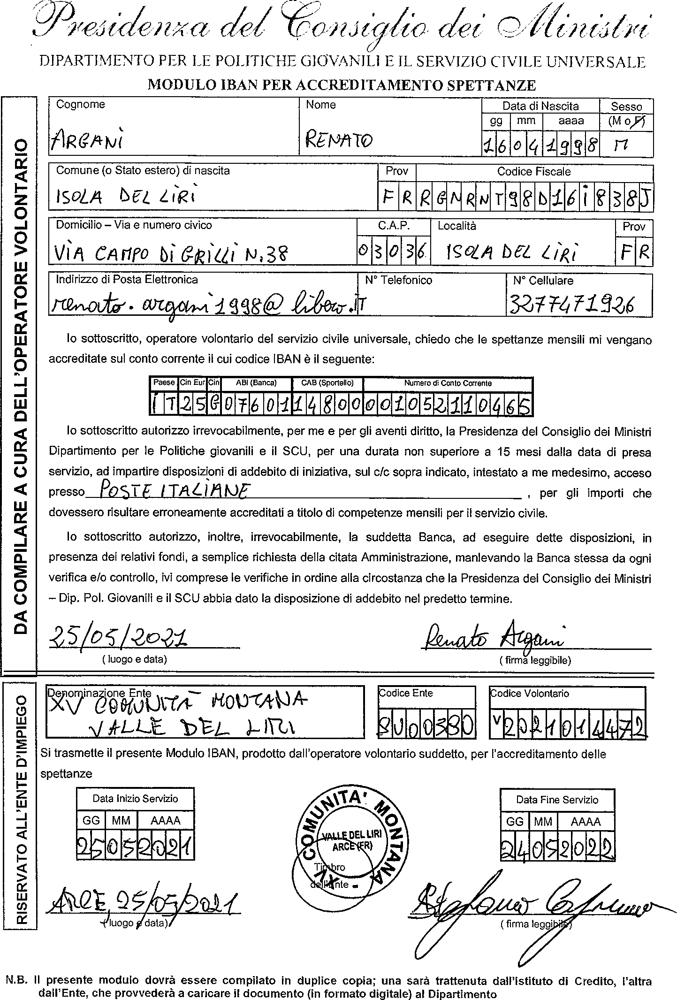 Presidenza del Consiglio dei Ministri
DIPARTIMENTO PER LE POLITICHE GIOVANILI E IL SERVIZIO CIVILE UNIVERSALE
MODULO IBAN PER ACCREDITAMENTO SPETTANZE
DA COMPILARE A CURA DELL'OPERATORE VOLONTARIO
Cognome Nome Data di Nascita Sesso
gg mm aaaa (M o F)
ARGANI RENATO 16 04 1998 M
Comune (o Stato estero) di nascita Prov Codice Fiscale
ISOLA DEL LIRI FR RGNRNT98D16I838J
Domicilio – Via e numero civico C.A.P. Località Prov
VIA CAMPO DI GRILLI N.38 03036 ISOLA DEL LIRI FR
Indirizzo di Posta Elettronica N° Telefonico N° Cellulare
renato.argani1998@libero.iT 3277471926
Io sottoscritto, operatore volontario del servizio civile universale, chiedo che le spettanze mensili mi vengano
accreditate sul conto corrente il cui codice IBAN è il seguente:
Paese Cin Eur Cin ABI (Banca) CAB (Sportello) Numero di Conto Corrente
IT 25 G 07601 14800 001052110465
Io sottoscritto autorizzo irrevocabilmente, per me e per gli aventi diritto, la Presidenza del Consiglio dei Ministri
Dipartimento per le Politiche giovanili e il SCU, per una durata non superiore a 15 mesi dalla data di presa
servizio, ad impartire disposizioni di addebito di iniziativa, sul c/c sopra indicato, intestato a me medesimo, acceso
presso POSTE ITALIANE , per gli importi che
dovessero risultare erroneamente accreditati a titolo di competenze mensili per il servizio civile.
Io sottoscritto autorizzo, inoltre, irrevocabilmente, la suddetta Banca, ad eseguire dette disposizioni, in
presenza dei relativi fondi, a semplice richiesta della citata Amministrazione, manlevando la Banca stessa da ogni
verifica e/o controllo, ivi comprese le verifiche in ordine alla circostanza che la Presidenza del Consiglio dei Ministri
– Dip. Pol. Giovanili e il SCU abbia dato la disposizione di addebito nel predetto termine.
25/05/2021 Renato Argani
( luogo e data) ( firma leggibile)
RISERVATO ALL'ENTE D'IMPIEGO
Denominazione Ente Codice Ente Codice Volontario
XV COMUNITÀ MONTANA
VALLE DEL LIRI SU00380 V2021014472
Si trasmette il presente Modulo IBAN, prodotto dall'operatore volontario suddetto, per l'accreditamento delle
spettanze
Data Inizio Servizio Data Fine Servizio
GG MM AAAA GG MM AAAA
25 05 2021 24 05 2022
XV COMUNITA' MONTANA
VALLE DEL LIRI
ARCE (FR)
Timbro
dell'Ente
ARCE, 25/05/2021
( luogo e data) ( firma leggibile)
N.B. Il presente modulo dovrà essere compilato in duplice copia; una sarà trattenuta dall'Istituto di Credito, l'altra
dall'Ente, che provvederà a caricare il documento (in formato digitale) al Dipartimento